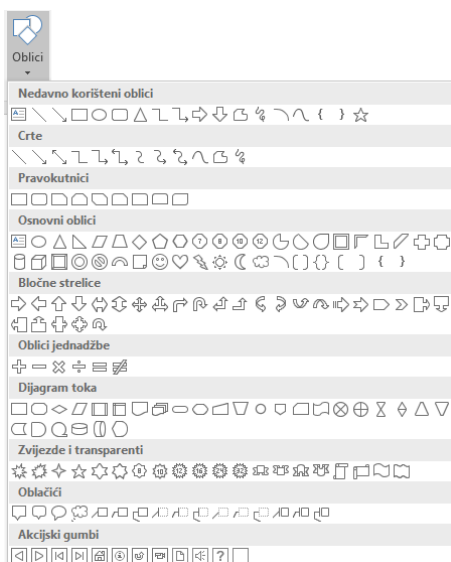 Oblici
Nedavno korišteni oblici
Crte
Pravokutnici
Osnovni oblici
Bločne strelice
Oblici jednadžbe
Dijagram toka
Zvijezde i transparenti
Oblačići
Akcijski gumbi